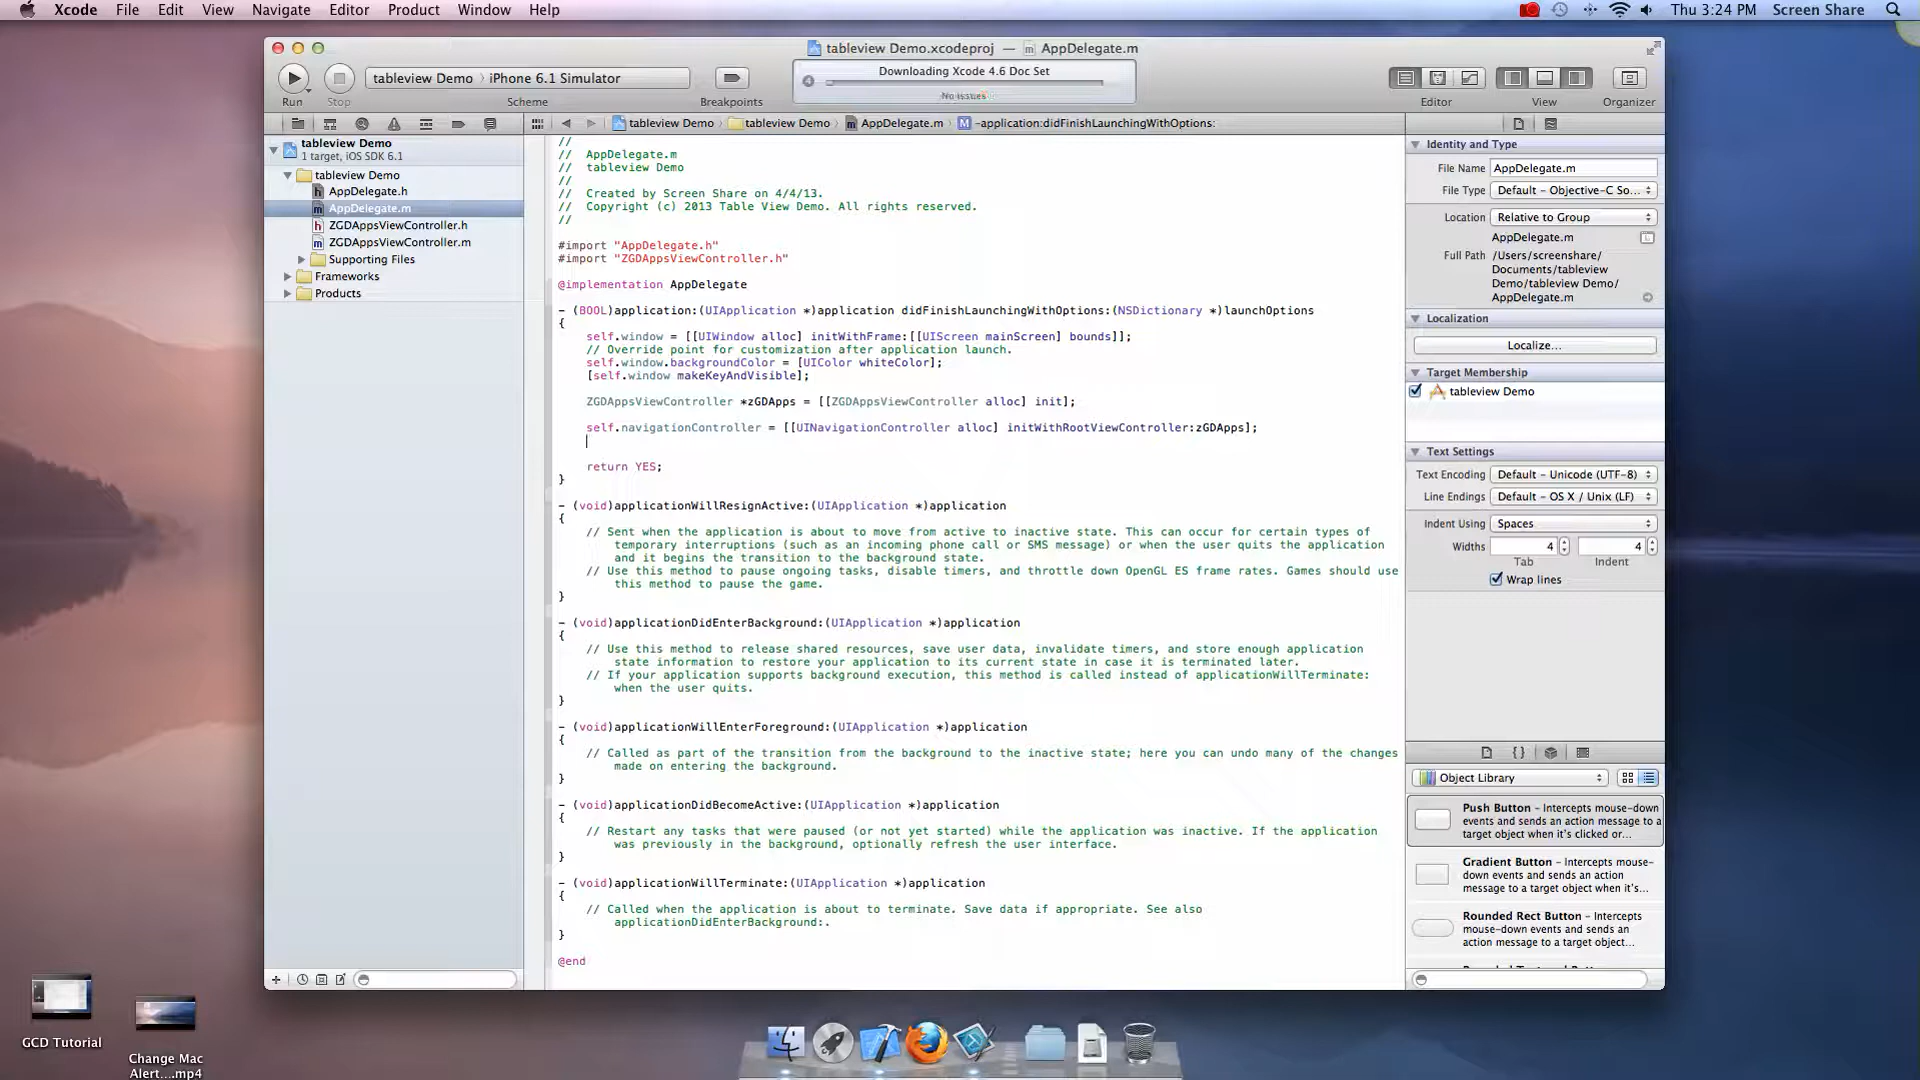 Xcode File Edit View Navigate Editor Product Window Help
Thu 3:24 PM Screen Share
tableview Demo.xcodeproj — AppDelegate.m
tableview Demo iPhone 6.1 Simulator
Downloading Xcode 4.6 Doc Set
No Issues
4
Run Stop Scheme Breakpoints Editor View Organizer
tableview Demo tableview Demo AppDelegate.m M -application:didFinishLaunchingWithOptions:
tableview Demo
1 target, iOS SDK 6.1
tableview Demo
AppDelegate.h
AppDelegate.m
ZGDAppsViewController.h
ZGDAppsViewController.m
Supporting Files
Frameworks
Products
//
// AppDelegate.m
// tableview Demo
//
// Created by Screen Share on 4/4/13.
// Copyright (c) 2013 Table View Demo. All rights reserved.
//
#import "AppDelegate.h"
#import "ZGDAppsViewController.h"
@implementation AppDelegate
- (BOOL)application:(UIApplication *)application didFinishLaunchingWithOptions:(NSDictionary *)launchOptions
{
self.window = [[UIWindow alloc] initWithFrame:[[UIScreen mainScreen] bounds]];
// Override point for customization after application launch.
self.window.backgroundColor = [UIColor whiteColor];
[self.window makeKeyAndVisible];
ZGDAppsViewController *zGDApps = [[ZGDAppsViewController alloc] init];
self.navigationController = [[UINavigationController alloc] initWithRootViewController:zGDApps];
return YES;
}
- (void)applicationWillResignActive:(UIApplication *)application
{
// Sent when the application is about to move from active to inactive state. This can occur for certain types of
temporary interruptions (such as an incoming phone call or SMS message) or when the user quits the application
and it begins the transition to the background state.
// Use this method to pause ongoing tasks, disable timers, and throttle down OpenGL ES frame rates. Games should use
this method to pause the game.
}
- (void)applicationDidEnterBackground:(UIApplication *)application
{
// Use this method to release shared resources, save user data, invalidate timers, and store enough application
state information to restore your application to its current state in case it is terminated later.
// If your application supports background execution, this method is called instead of applicationWillTerminate:
when the user quits.
}
- (void)applicationWillEnterForeground:(UIApplication *)application
{
// Called as part of the transition from the background to the inactive state; here you can undo many of the changes
made on entering the background.
}
- (void)applicationDidBecomeActive:(UIApplication *)application
{
// Restart any tasks that were paused (or not yet started) while the application was inactive. If the application
was previously in the background, optionally refresh the user interface.
}
- (void)applicationWillTerminate:(UIApplication *)application
{
// Called when the application is about to terminate. Save data if appropriate. See also
applicationDidEnterBackground:.
}
@end
Identity and Type
File Name AppDelegate.m
File Type Default - Objective-C So...
Location Relative to Group
AppDelegate.m
Full Path /Users/screenshare/
Documents/tableview
Demo/tableview Demo/
AppDelegate.m
Localization
Localize...
Target Membership
tableview Demo
Text Settings
Text Encoding Default - Unicode (UTF-8)
Line Endings Default - OS X / Unix (LF)
Indent Using Spaces
Widths 4 4
Tab Indent
Wrap lines
{}
Object Library
Push Button - Intercepts mouse-down
events and sends an action message to a
target object when it's clicked or...
Gradient Button - Intercepts mouse-
down events and sends an action
message to a target object when it's...
Rounded Rect Button - Intercepts
mouse-down events and sends an
action message to a target object...
GCD Tutorial
Change Mac
Alert....mp4